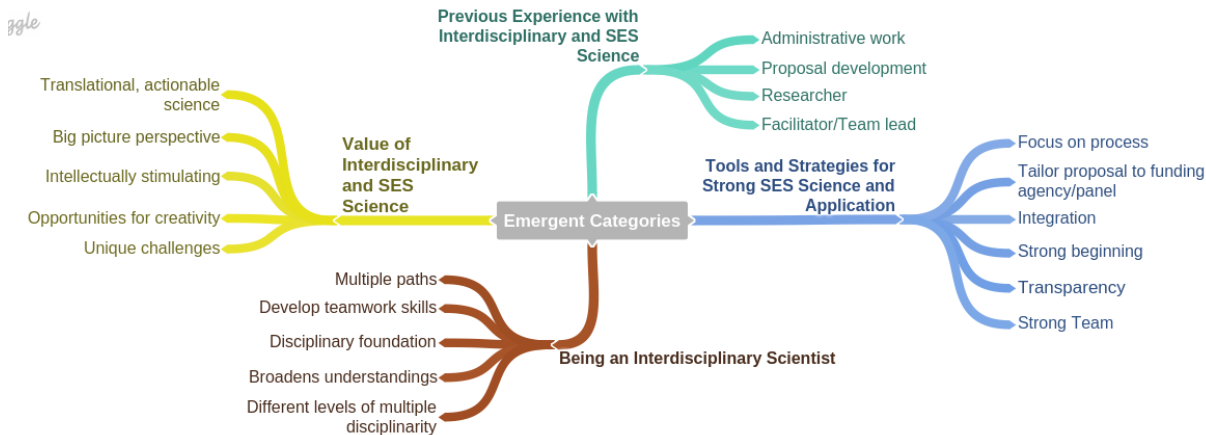 Previous Experience with
Interdisciplinary and SES
Science
Administrative work
Proposal development
Researcher
Facilitator/Team lead
Translational, actionable
science
Big picture perspective
Intellectually stimulating
Opportunities for creativity
Unique challenges
Value of
Interdisciplinary
and SES
Science
Emergent Categories
Tools and Strategies for
Strong SES Science and
Application
Focus on process
Tailor proposal to funding
agency/panel
Integration
Strong beginning
Transparency
Strong Team
Multiple paths
Develop teamwork skills
Disciplinary foundation
Broadens understandings
Different levels of multiple
disciplinarity
Being an Interdisciplinary Scientist